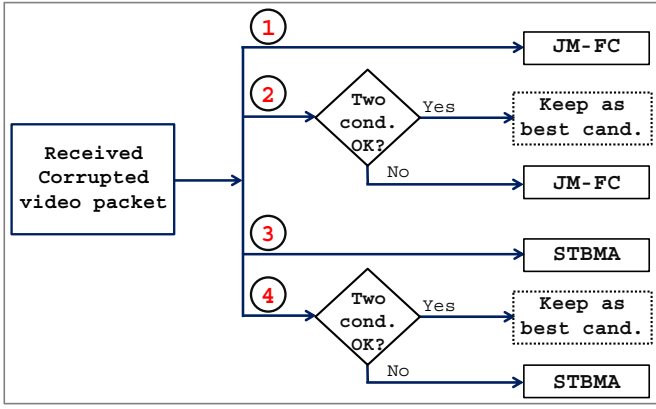 1
JM-FC
2
Two
cond.
OK?
Yes
Keep as
best cand.
No
JM-FC
Received
Corrupted
video packet
3
STBMA
4
Two
cond.
OK?
Yes
Keep as
best cand.
No
STBMA